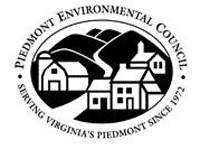 • PIEDMONT ENVIRONMENTAL COUNCIL •
SERVING VIRGINIA'S PIEDMONT SINCE 1972